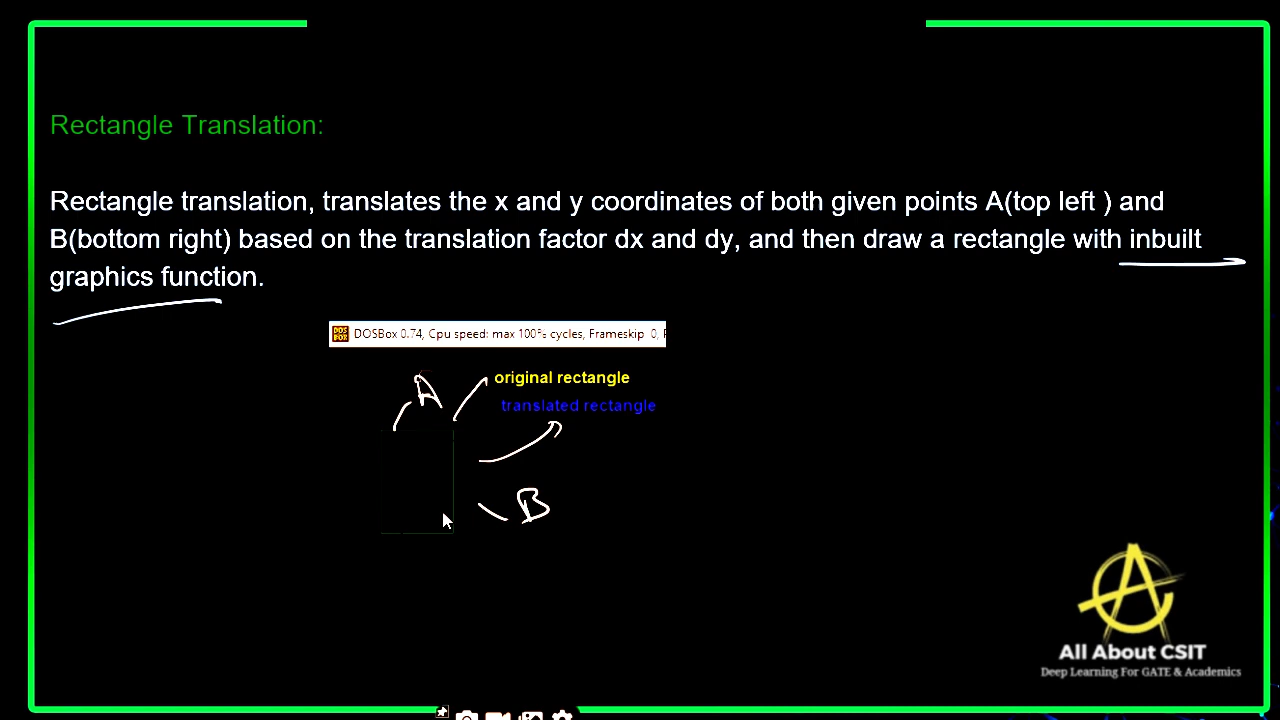 Rectangle Translation:
Rectangle translation, translates the x and y coordinates of both given points A(top left ) and
B(bottom right) based on the translation factor dx and dy, and then draw a rectangle with inbuilt
graphics function.
DOS BOX DOSBox 0.74, Cpu speed: max 100% cycles, Frameskip 0,
A
original rectangle
translated rectangle
B
All About CSIT
Deep Learning For GATE & Academics